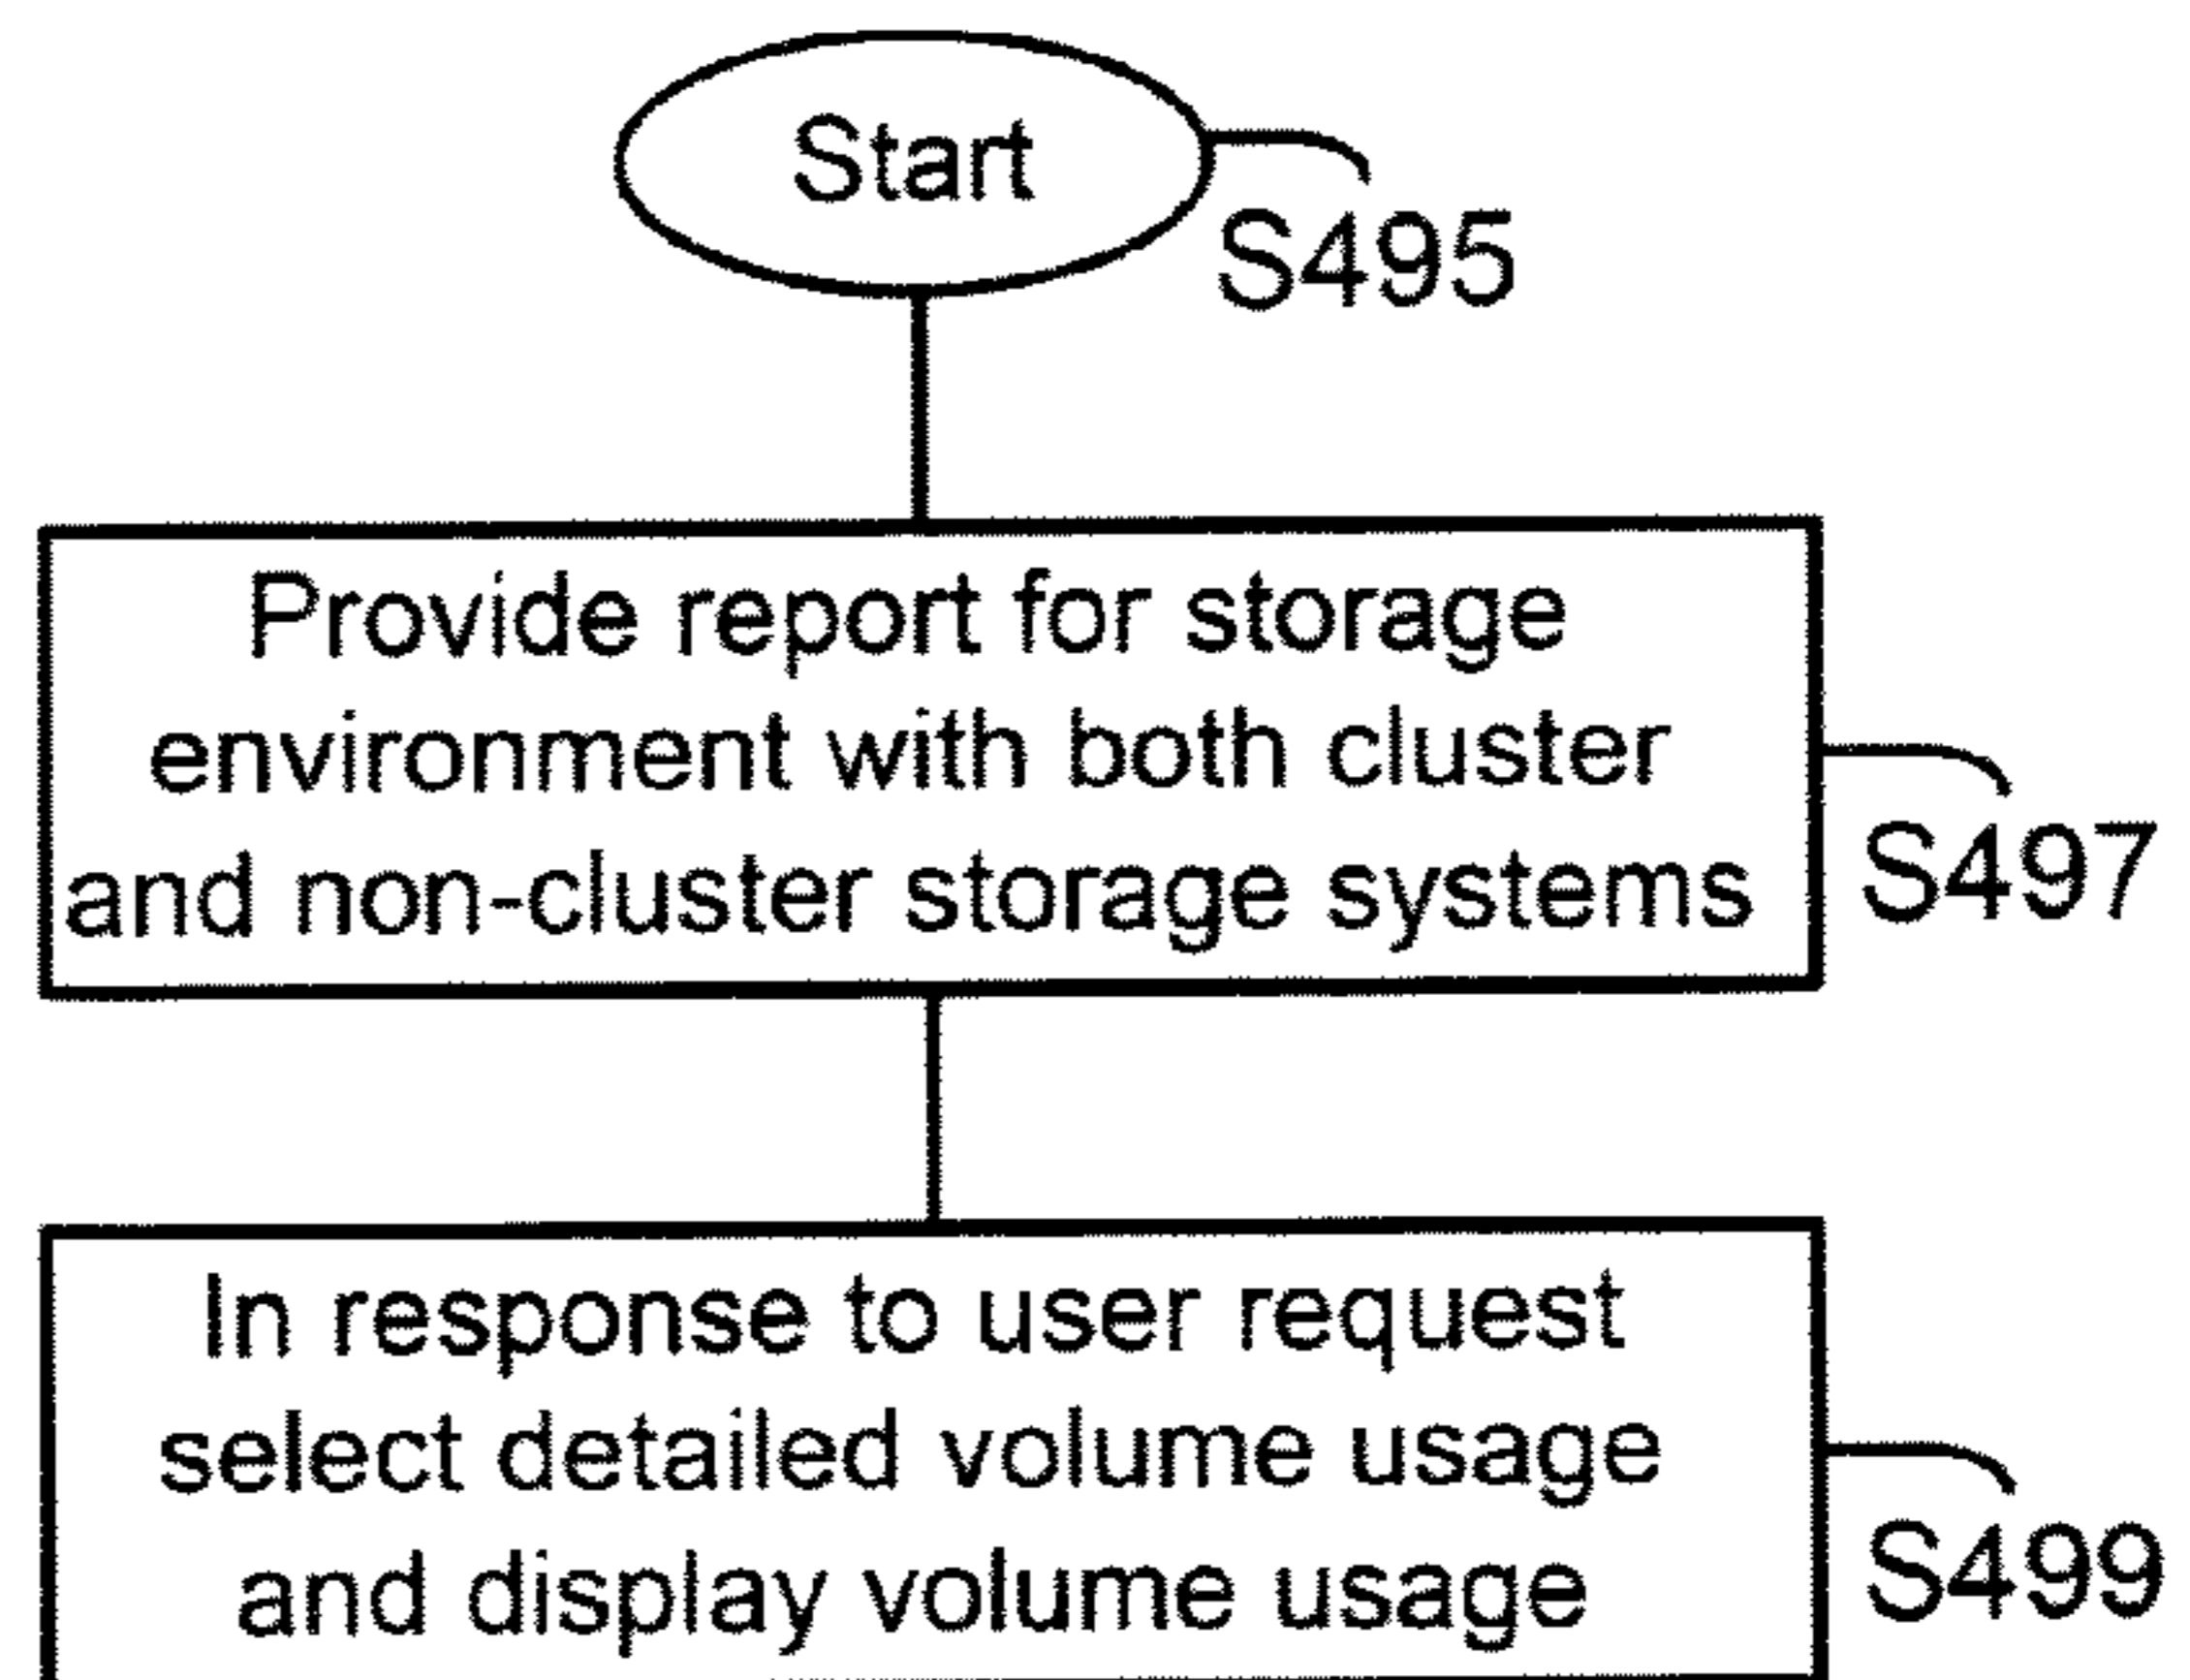 Start
S495
Provide report for storage
environment with both cluster
and non-cluster storage systems
S497
In response to user request
select detailed volume usage
and display volume usage
S499